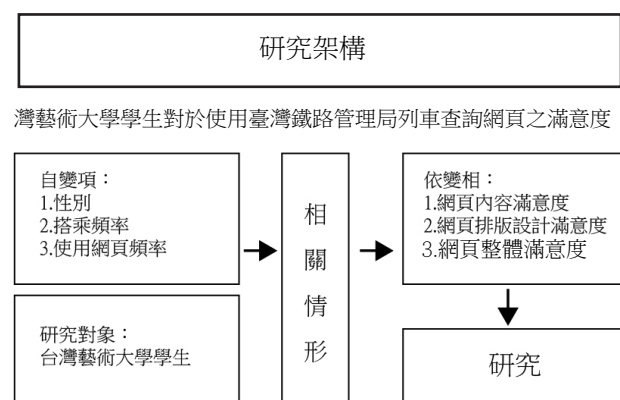 研究架構
灣藝術大學學生對於使用臺灣鐵路管理局列車查詢網頁之滿意度
自變項：
1.性別
2.搭乘頻率
3.使用網頁頻率
研究對象：
台灣藝術大學學生
相
關
情
形
依變相：
1.網頁內容滿意度
2.網頁排版設計滿意度
3.網頁整體滿意度
研究